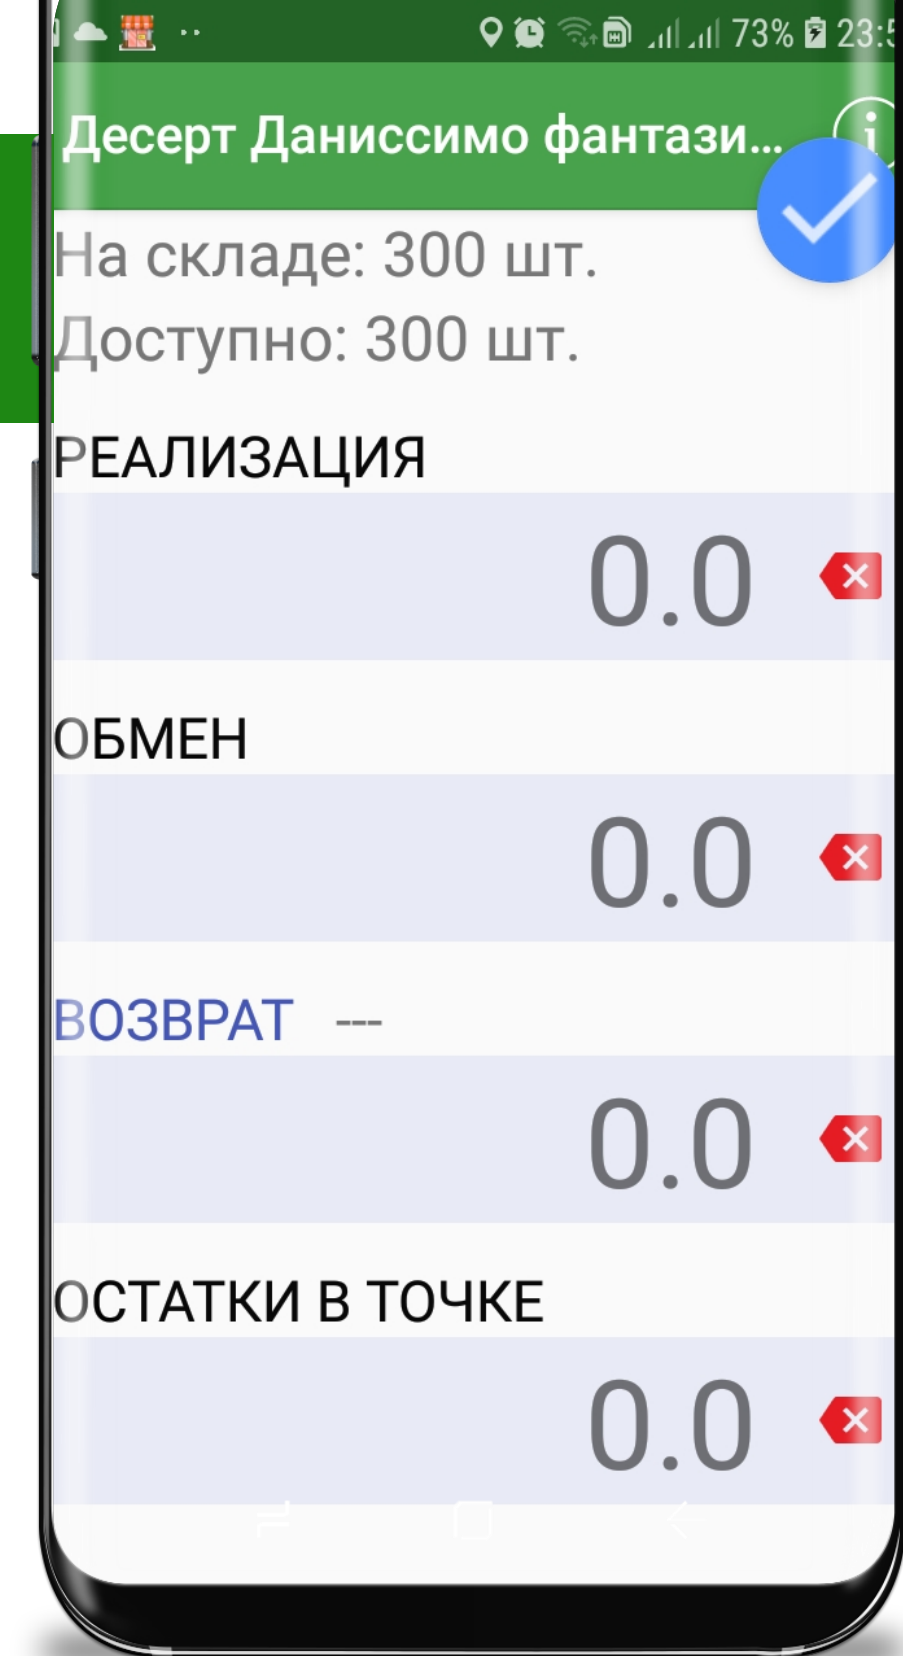 73% 23:5
Десерт Даниссимо фантази...
На складе: 300 шт.
Доступно: 300 шт.
РЕАЛИЗАЦИЯ
0.0
ОБМЕН
0.0
ВОЗВРАТ ---
0.0
ОСТАТКИ В ТОЧКЕ
0.0